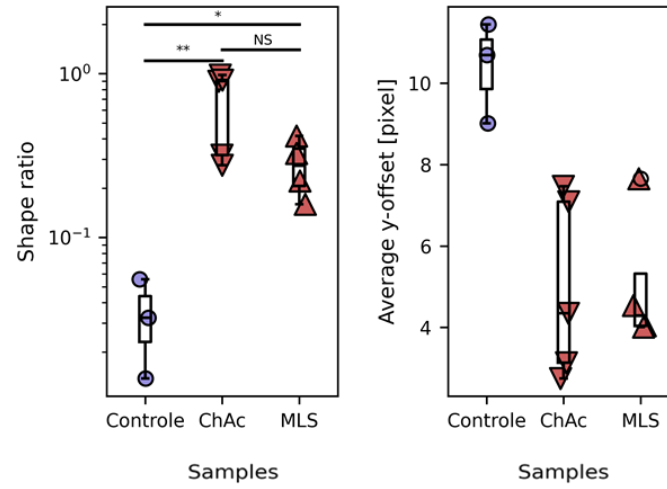 *
**
NS
Shape ratio
10⁰
10⁻¹
Controle ChAc MLS
Samples
Average y-offset [pixel]
10
8
6
4
Controle ChAc MLS
Samples